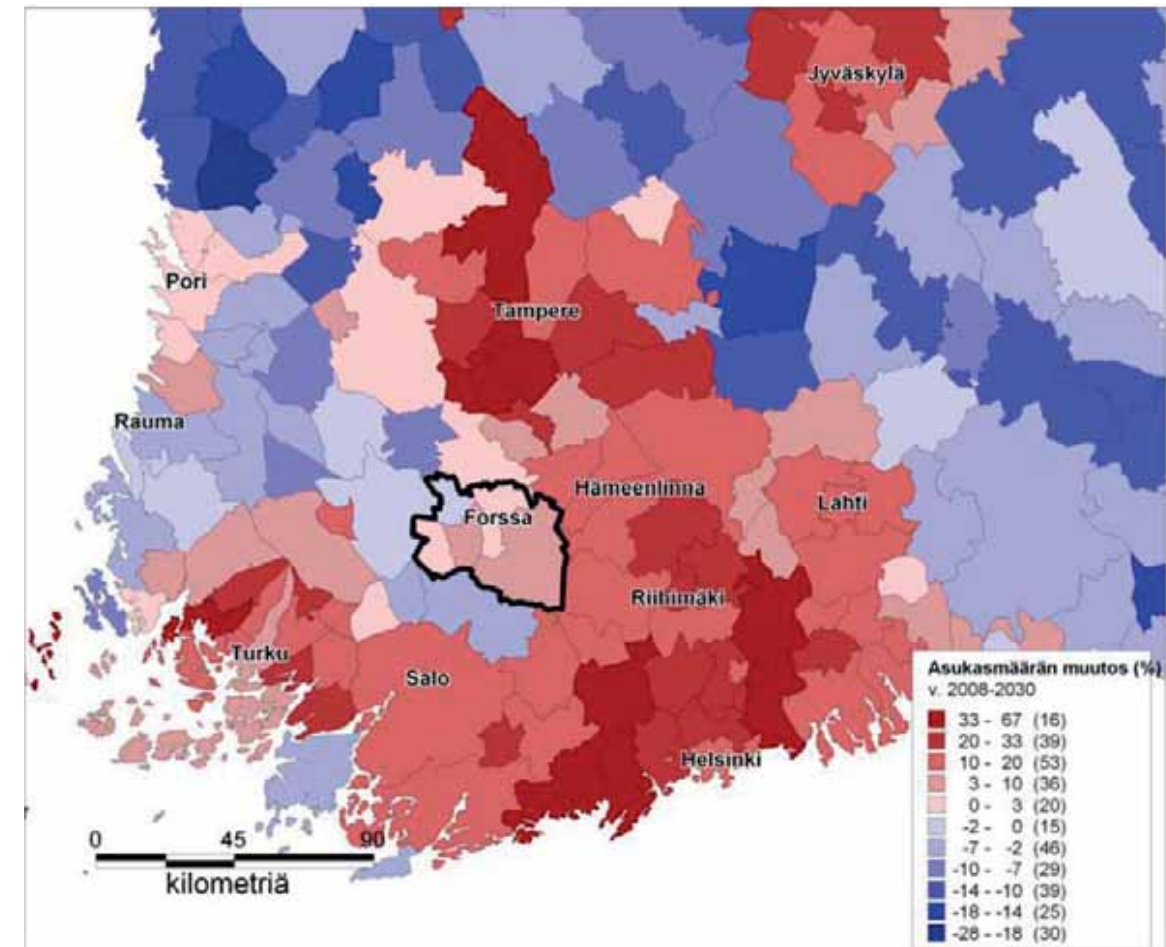 Jyväskylä
Pori
Tampere
Rauma
Hämeenlinna
Lahti
Forssa
Riihimäki
Turku
Salo
Helsinki
0 45 90
kilometriä
Asukasmäärän muutos (%)
v. 2008-2030
33 - 67 (16)
20 - 33 (39)
10 - 20 (53)
3 - 10 (36)
0 - 3 (20)
-2 - 0 (15)
-7 - -2 (46)
-10 - -7 (29)
-14 - -10 (39)
-18 - -14 (25)
-28 - -18 (30)